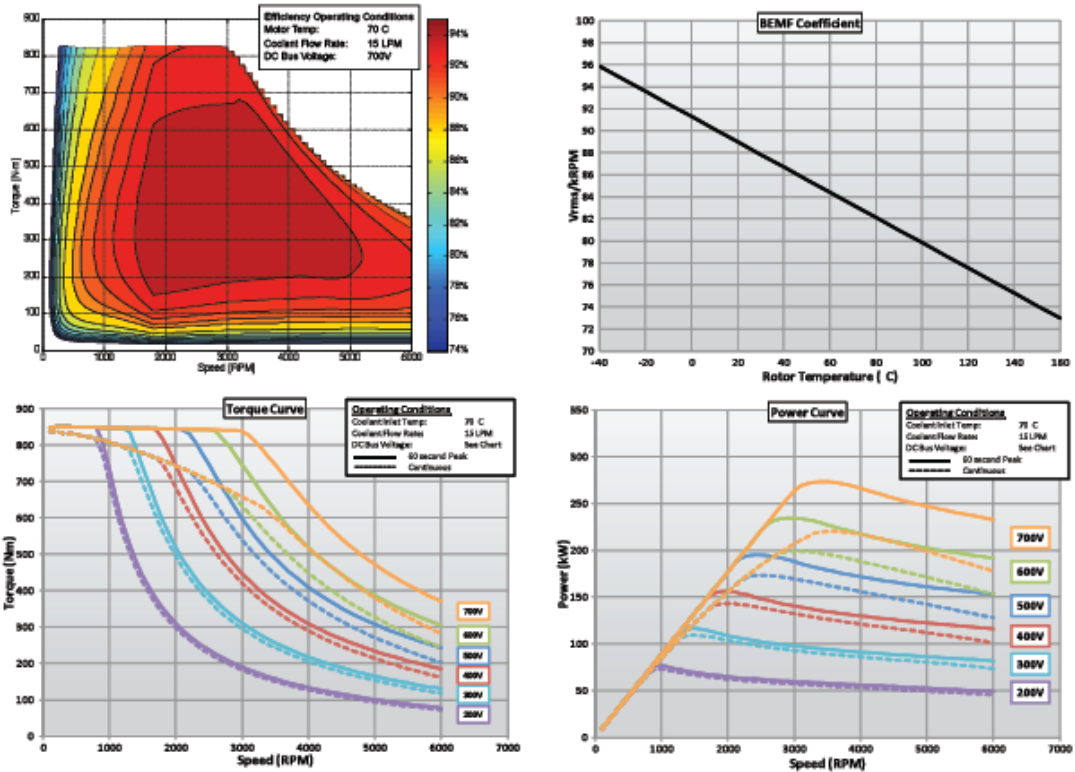 Efficiency Operating Conditions
Motor Temp: 70 C
Coolant Flow Rate: 15 LPM
DC Bus Voltage: 700V
900
800
700
600
500
400
300
200
100
0
Torque [Nm]
0 1000 2000 3000 4000 5000 6000
Speed [RPM]
94%
92%
90%
88%
86%
84%
82%
80%
78%
76%
74%
BEMF Coefficient
100
98
96
94
92
90
88
86
84
82
80
78
76
74
72
70
Vrms/kRPM
-40 -20 0 20 40 60 80 100 120 140 160
Rotor Temperature ( C)
Torque Curve
Operating Conditions
Coolant Inlet Temp: 70 C
Coolant Flow Rate: 15 LPM
DC Bus Voltage: See Chart
60 second Peak
Continuous
900
800
700
600
500
400
300
200
100
0
Torque [Nm]
700V
600V
500V
400V
300V
200V
0 1000 2000 3000 4000 5000 6000 7000
Speed (RPM)
Power Curve
Operating Conditions
Coolant Inlet Temp: 70 C
Coolant Flow Rate: 15 LPM
DC Bus Voltage: See Chart
60 second Peak
Continuous
350
300
250
200
150
100
50
0
Power [kW]
700V
600V
500V
400V
300V
200V
0 1000 2000 3000 4000 5000 6000 7000
Speed (RPM)